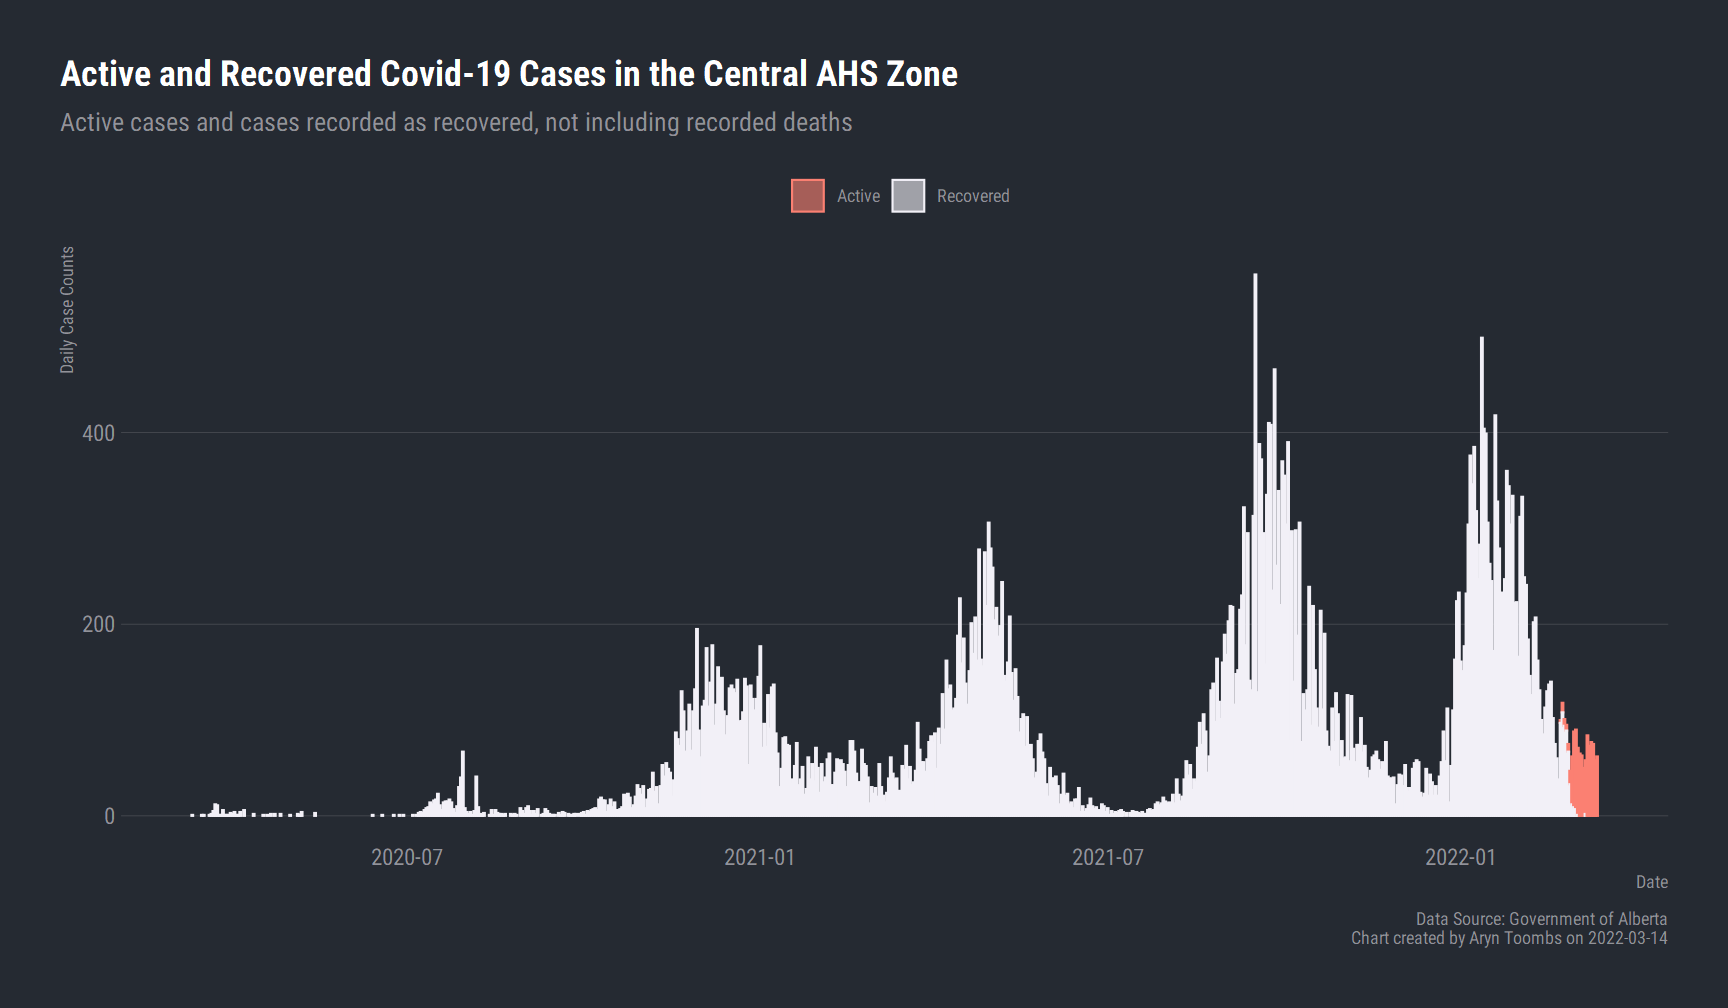 Active and Recovered Covid-19 Cases in the Central AHS Zone
Active cases and cases recorded as recovered, not including recorded deaths
Active
Recovered
Daily Case Counts
400
200
0
2020-07
2021-01
2021-07
2022-01
Date
Data Source: Government of Alberta
Chart created by Aryn Toombs on 2022-03-14